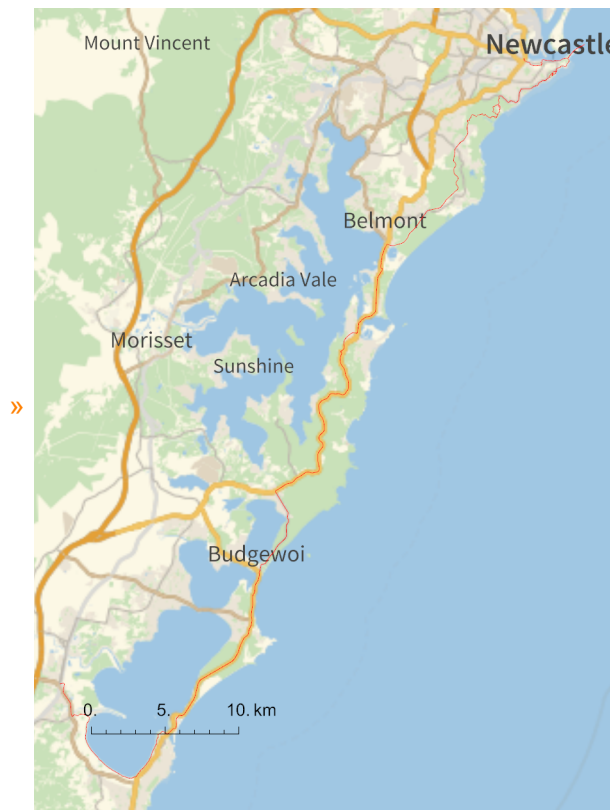 Mount Vincent
Newcastle
Belmont
Arcadia Vale
Morisset
Sunshine
»
Budgewoi
0. 5. 10. km